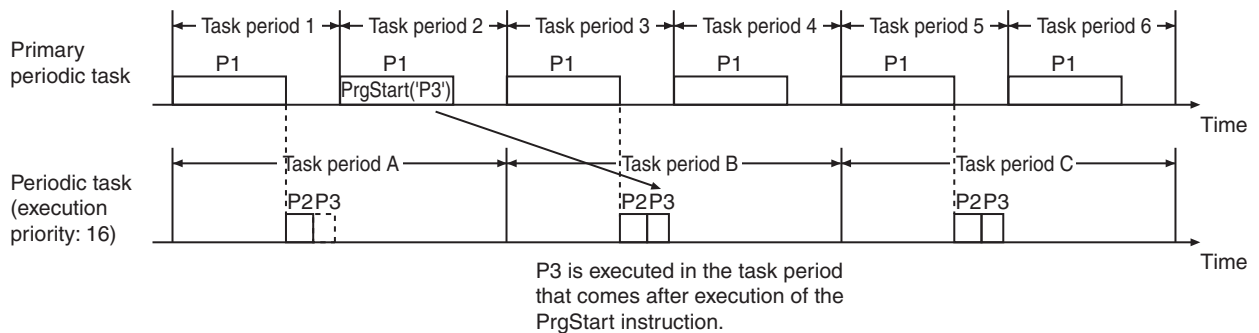 Task period 1 Task period 2 Task period 3 Task period 4 Task period 5 Task period 6
Primary
periodic task
P1 P1 P1 P1 P1 P1
PrgStart('P3')
Time
Task period A Task period B Task period C
Periodic task
(execution
priority: 16)
P2 P3 P2 P3 P2 P3
Time
P3 is executed in the task period
that comes after execution of the
PrgStart instruction.